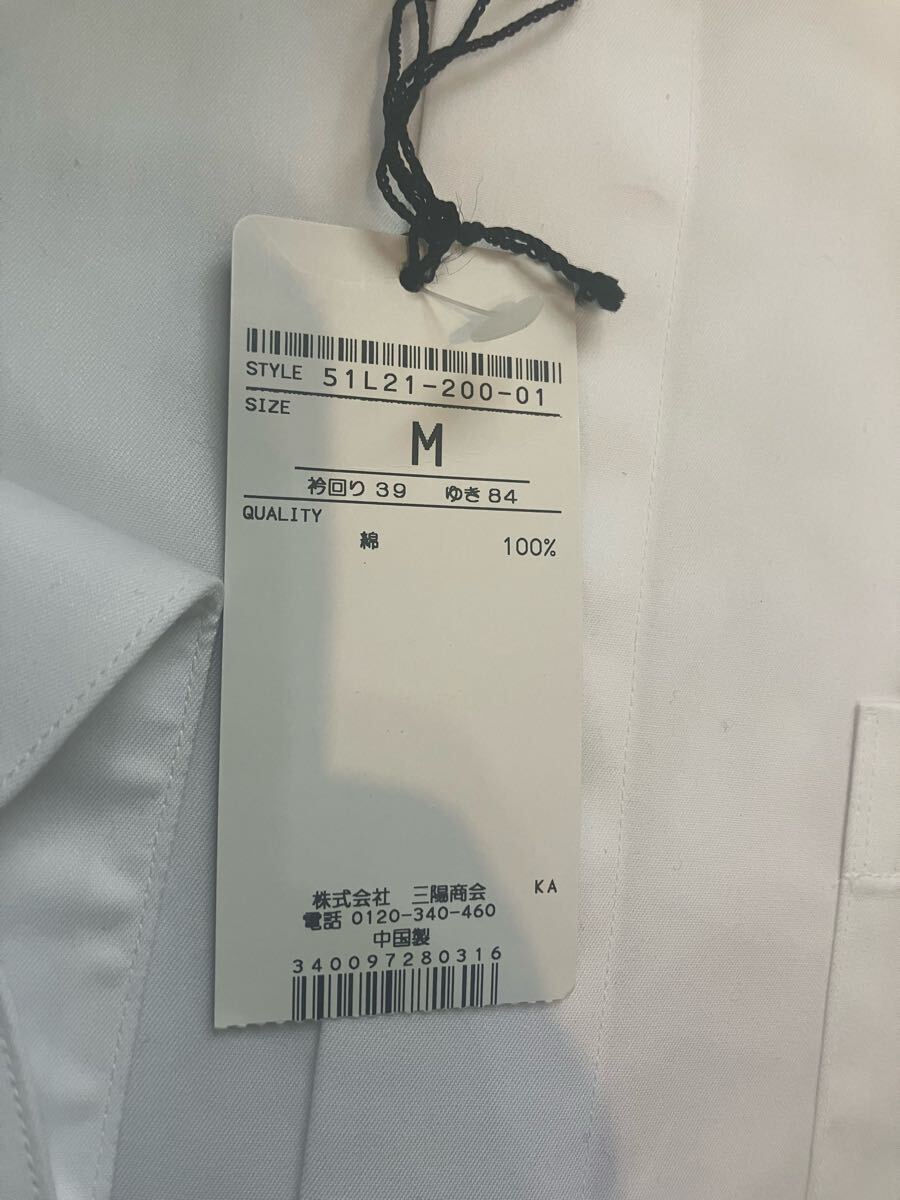 STYLE 51L21-200-01
SIZE
M
衿回り 39 ゆき 84
QUALITY
綿 100%
KA
株式会社 三陽商会
電話 0120-340-460
中国製
340097280316